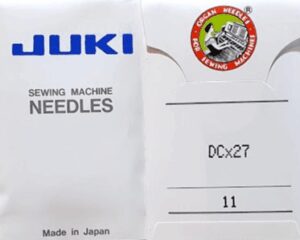 JUKI
SEWING MACHINE
NEEDLES
Made in Japan
ORGAN NEEDLES
FOR SEWING MACHINES
®
DCx27
11